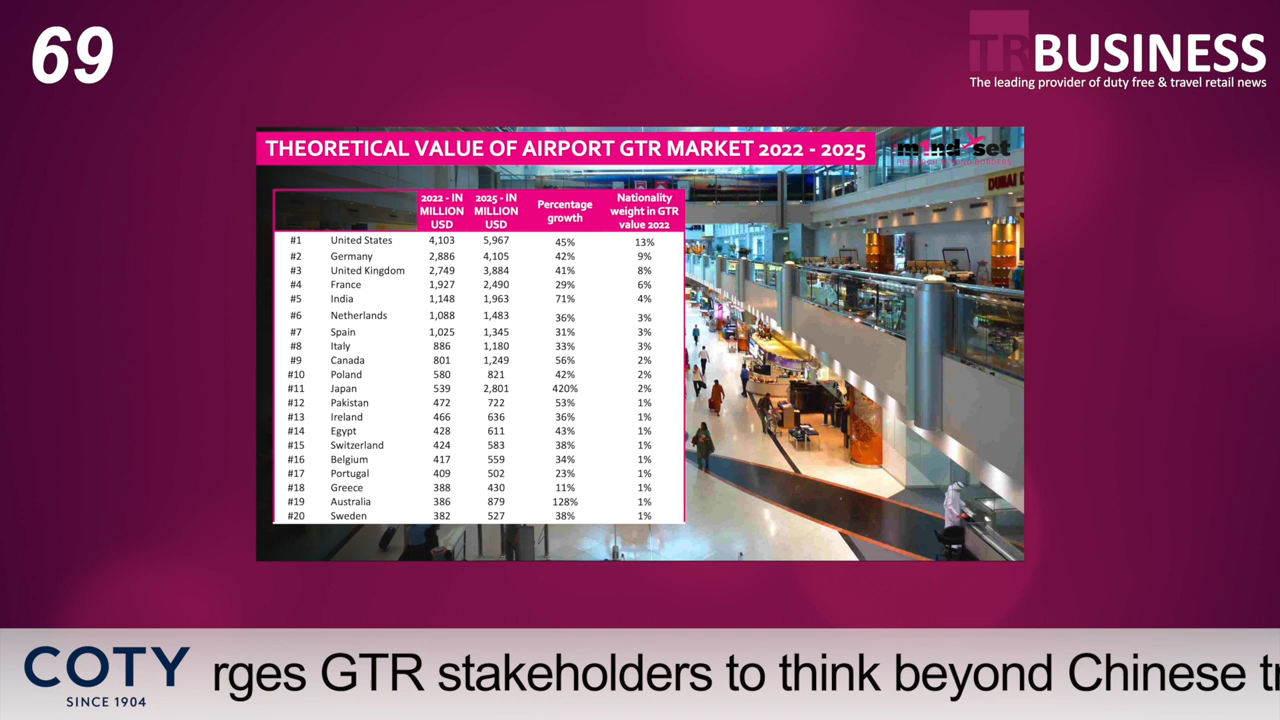 69
TRBUSINESS
The leading provider of duty free & travel retail news
THEORETICAL VALUE OF AIRPORT GTR MARKET 2022 - 2025
m1nd-set
RESEARCH BEYOND BORDERS
DUBAI D
2022 - IN MILLION USD 2025 - IN MILLION USD Percentage growth Nationality weight in GTR value 2022
#1 United States 4,103 5,967 45% 13%
#2 Germany 2,886 4,105 42% 9%
#3 United Kingdom 2,749 3,884 41% 8%
#4 France 1,927 2,490 29% 6%
#5 India 1,148 1,963 71% 4%
#6 Netherlands 1,088 1,483 36% 3%
#7 Spain 1,025 1,345 31% 3%
#8 Italy 886 1,180 33% 3%
#9 Canada 801 1,249 56% 2%
#10 Poland 580 821 42% 2%
#11 Japan 539 2,801 420% 2%
#12 Pakistan 472 722 53% 1%
#13 Ireland 466 636 36% 1%
#14 Egypt 428 611 43% 1%
#15 Switzerland 424 583 38% 1%
#16 Belgium 417 559 34% 1%
#17 Portugal 409 502 23% 1%
#18 Greece 388 430 11% 1%
#19 Australia 386 879 128% 1%
#20 Sweden 382 527 38% 1%
COTY
SINCE 1904
rges GTR stakeholders to think beyond Chinese tr